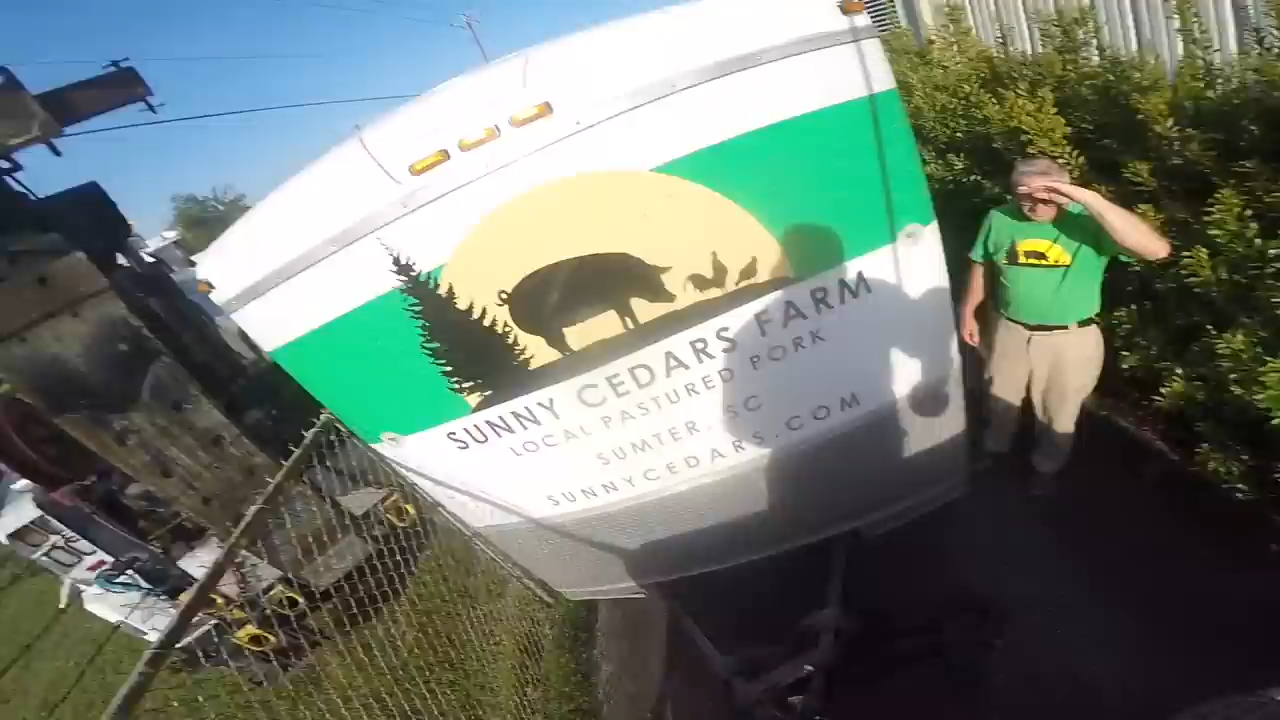 SUNNY CEDARS FARM
LOCAL PASTURED PORK
SUMTER, SC
SUNNYCEDARS.COM